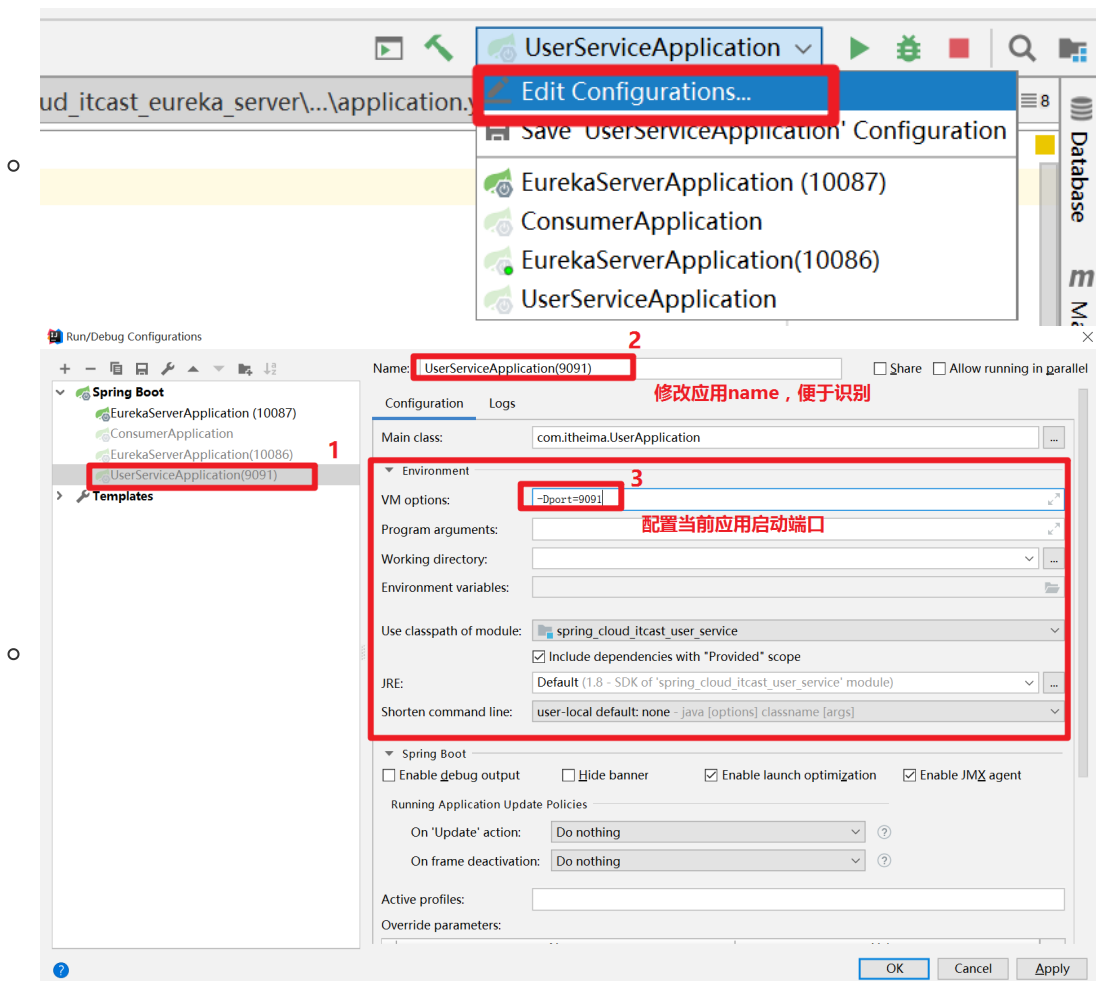 UserServiceApplication
Edit Configurations...
ud_itcast_eureka_server\...\application.y
8
Save 'UserServiceApplication' Configuration
Database
EurekaServerApplication (10087)
ConsumerApplication
EurekaServerApplication(10086)
m
UserServiceApplication
Run/Debug Configurations
2
Name: UserServiceApplication(9091)
Share
Allow running in parallel
修改应用name，便于识别
Spring Boot
EurekaServerApplication (10087)
ConsumerApplication
EurekaServerApplication(10086)
1
UserServiceApplication(9091)
Templates
Configuration Logs
Main class: com.itheima.UserApplication ...
Environment
3
VM options: -Dport=9091
配置当前应用启动端口
Program arguments:
Working directory: ...
Environment variables:
Use classpath of module: spring_cloud_itcast_user_service
Include dependencies with "Provided" scope
JRE: Default (1.8 - SDK of 'spring_cloud_itcast_user_service' module) ...
Shorten command line: user-local default: none - java [options] classname [args]
Spring Boot
Enable debug output Hide banner Enable launch optimization Enable JMX agent
Running Application Update Policies
On 'Update' action: Do nothing ?
On frame deactivation: Do nothing ?
Active profiles:
Override parameters:
? OK Cancel Apply